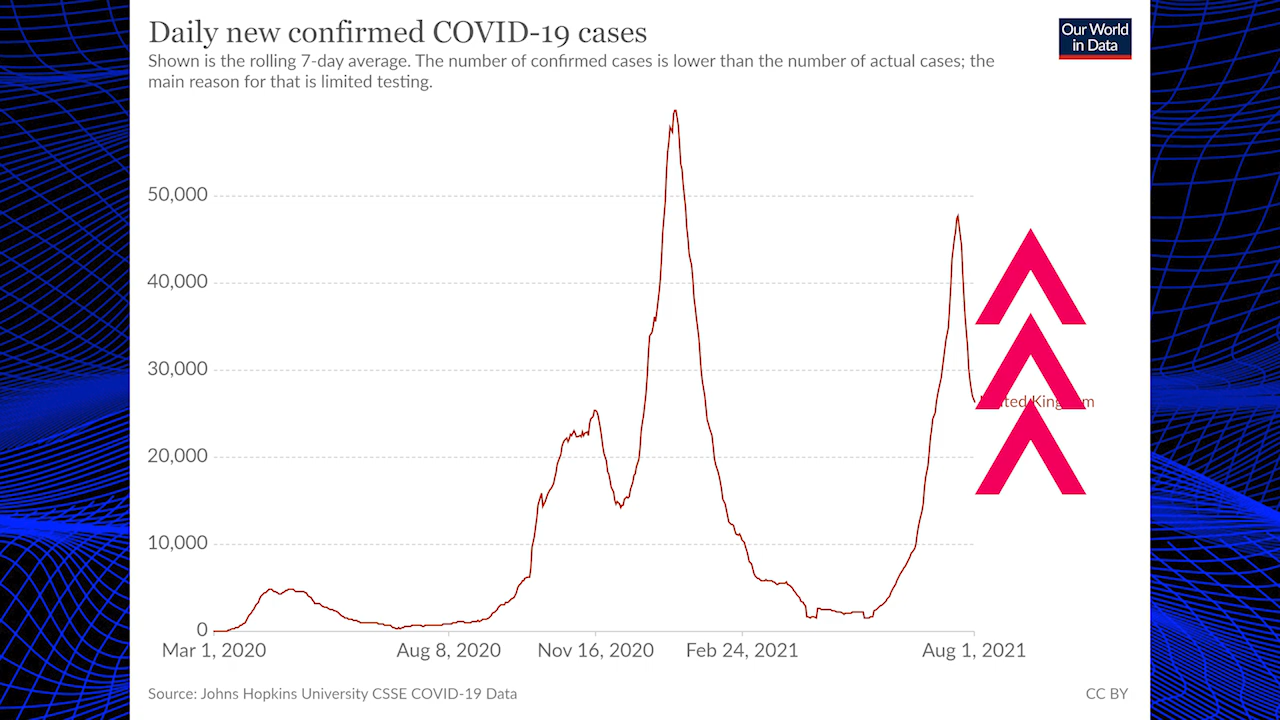 Daily new confirmed COVID-19 cases
Our World
in Data
Shown is the rolling 7-day average. The number of confirmed cases is lower than the number of actual cases; the
main reason for that is limited testing.
50,000
40,000
30,000
20,000
10,000
0
Mar 1, 2020
Aug 8, 2020
Nov 16, 2020
Feb 24, 2021
Aug 1, 2021
Source: Johns Hopkins University CSSE COVID-19 Data
CC BY